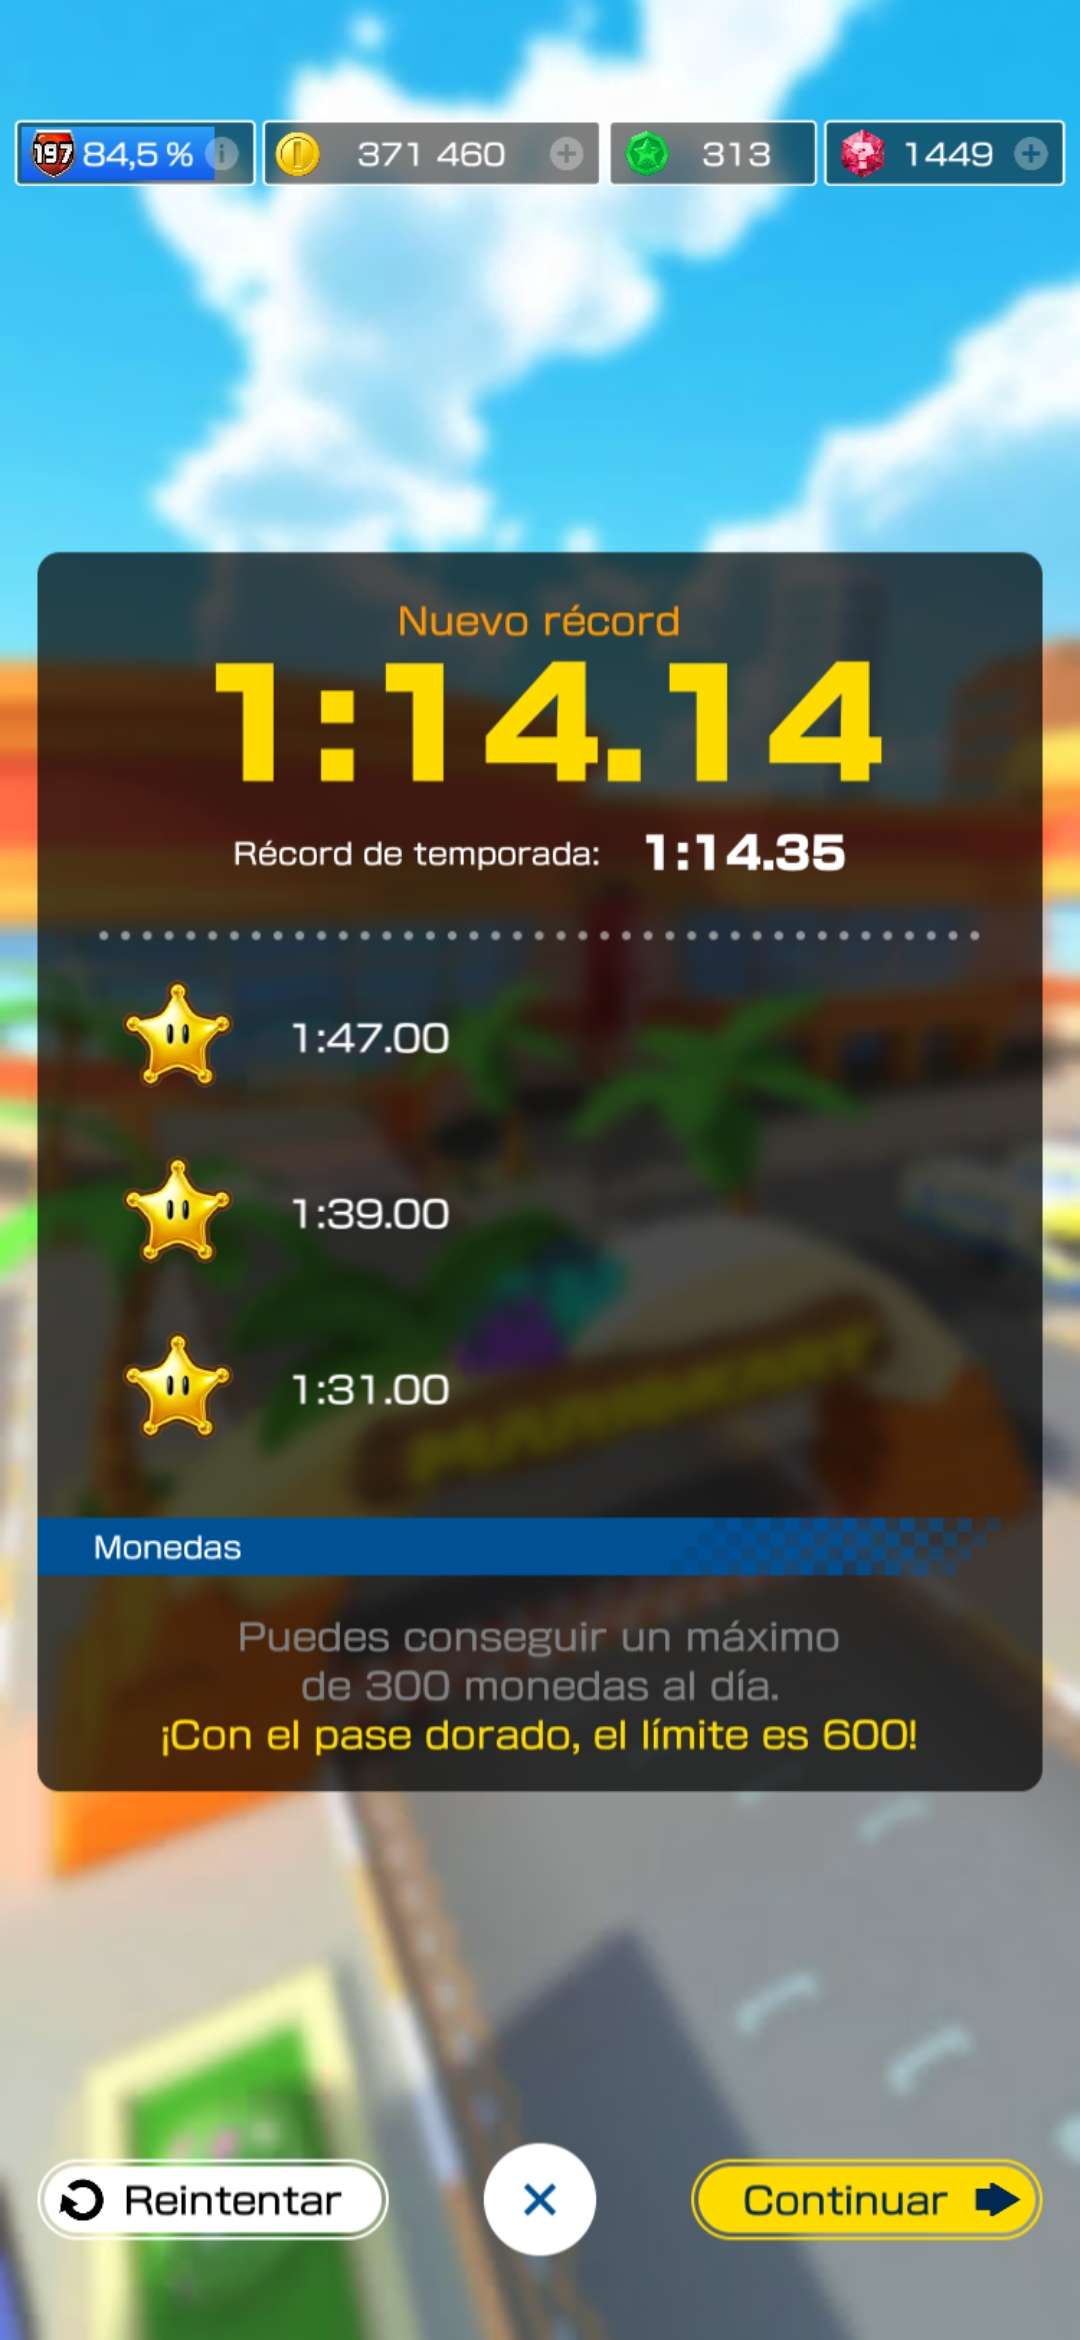 197 84,5 % i 371 460 + 313 1449 +
Nuevo récord
1:14.14
Récord de temporada: 1:14.35
1:47.00
1:39.00
1:31.00
Monedas
Puedes conseguir un máximo
de 300 monedas al día.
¡Con el pase dorado, el límite es 600!
Reintentar × Continuar